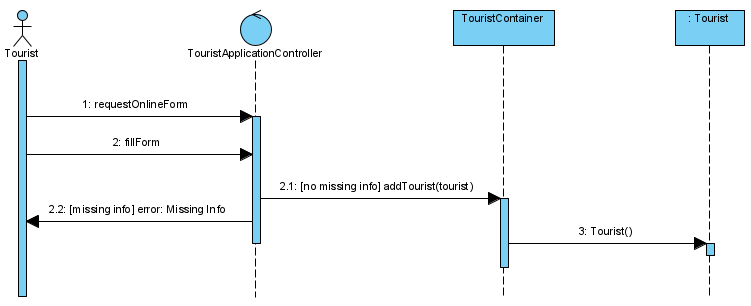 TouristContainer
: Tourist
Tourist
TouristApplicationController
1: requestOnlineForm
2: fillForm
2.1: [no missing info] addTourist(tourist)
2.2: [missing info] error: Missing Info
3: Tourist()